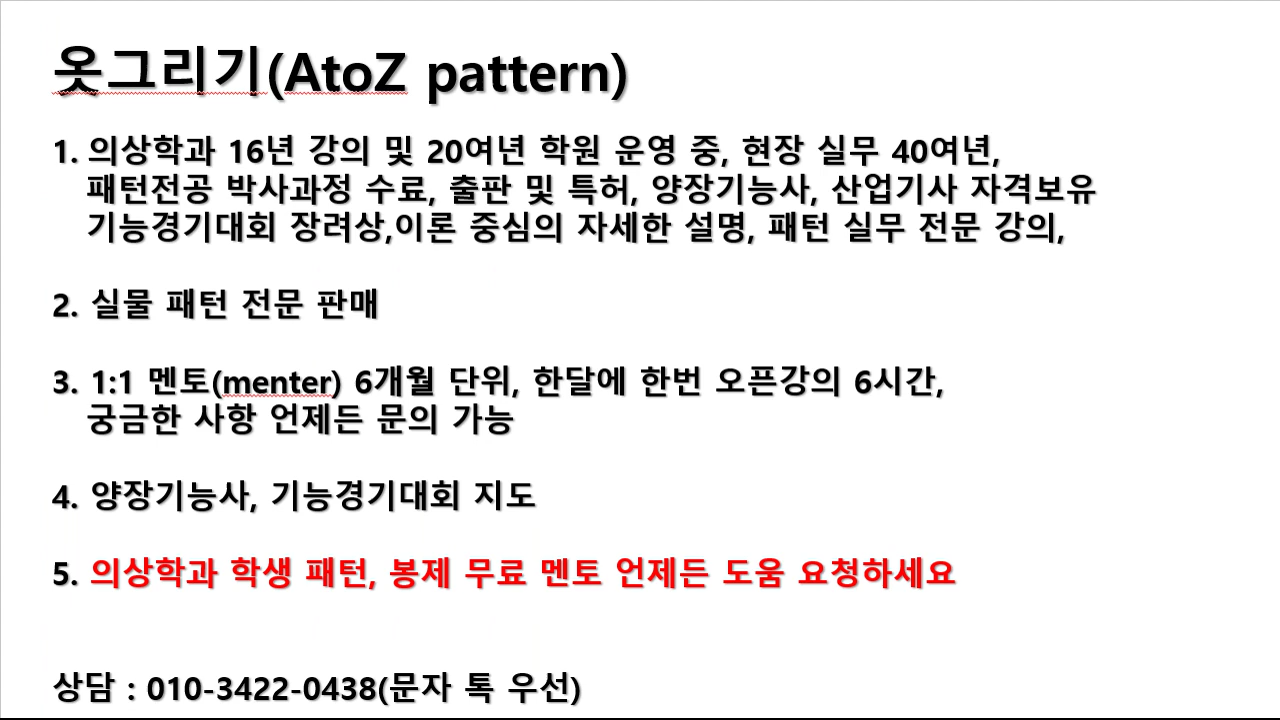 옷그리기(AtoZ pattern)
1. 의상학과 16년 강의 및 20여년 학원 운영 중, 현장 실무 40여년,
패턴전공 박사과정 수료, 출판 및 특허, 양장기능사, 산업기사 자격보유
기능경기대회 장려상,이론 중심의 자세한 설명, 패턴 실무 전문 강의,
2. 실물 패턴 전문 판매
3. 1:1 멘토(menter) 6개월 단위, 한달에 한번 오픈강의 6시간,
궁금한 사항 언제든 문의 가능
4. 양장기능사, 기능경기대회 지도
5. 의상학과 학생 패턴, 봉제 무료 멘토 언제든 도움 요청하세요
상담 : 010-3422-0438(문자 톡 우선)